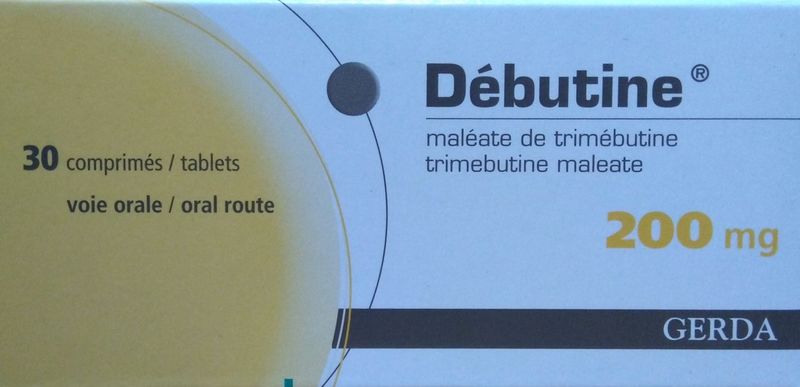 Débutine®
maléate de trimébutine
trimebutine maleate
200 mg
30 comprimés / tablets
voie orale / oral route
GERDA